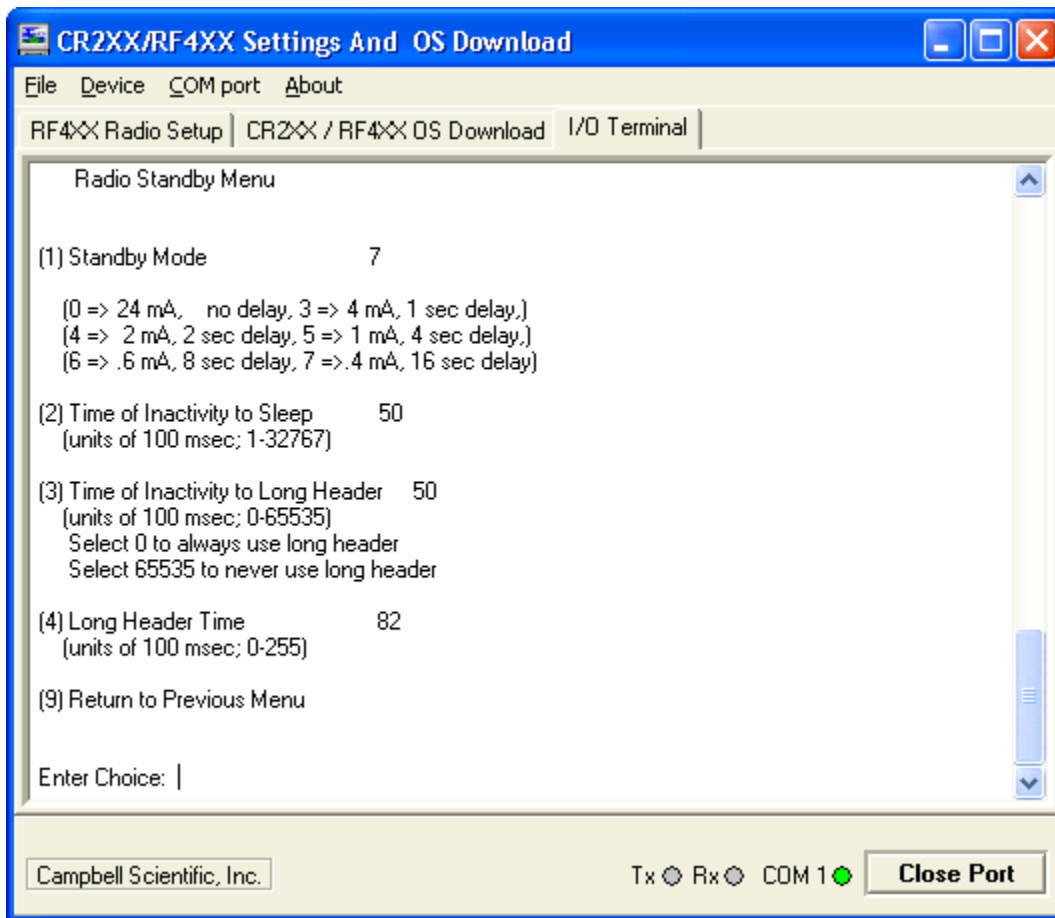 CR2XX/RF4XX Settings And OS Download
File Device COM port About
RF4XX Radio Setup CR2XX / RF4XX OS Download I/O Terminal
Radio Standby Menu
(1) Standby Mode 7
(0 => 24 mA, no delay, 3 => 4 mA, 1 sec delay,)
(4 => 2 mA, 2 sec delay, 5 => 1 mA, 4 sec delay,)
(6 => .6 mA, 8 sec delay, 7 =>.4 mA, 16 sec delay)
(2) Time of Inactivity to Sleep 50
(units of 100 msec; 1-32767)
(3) Time of Inactivity to Long Header 50
(units of 100 msec; 0-65535)
Select 0 to always use long header
Select 65535 to never use long header
(4) Long Header Time 82
(units of 100 msec; 0-255)
(9) Return to Previous Menu
Enter Choice:
Campbell Scientific, Inc. Tx Rx COM 1 Close Port